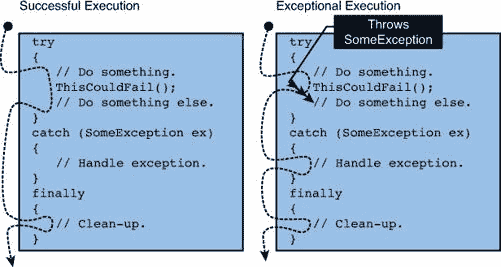 Successful Execution
try
{
// Do something.
ThisCouldFail();
// Do something else.
}
catch (SomeException ex)
{
// Handle exception.
}
finally
{
// Clean-up.
}
Exceptional Execution
Throws
SomeException
try
{
// Do something.
ThisCouldFail();
// Do something else.
}
catch (SomeException ex)
{
// Handle exception.
}
finally
{
// Clean-up.
}